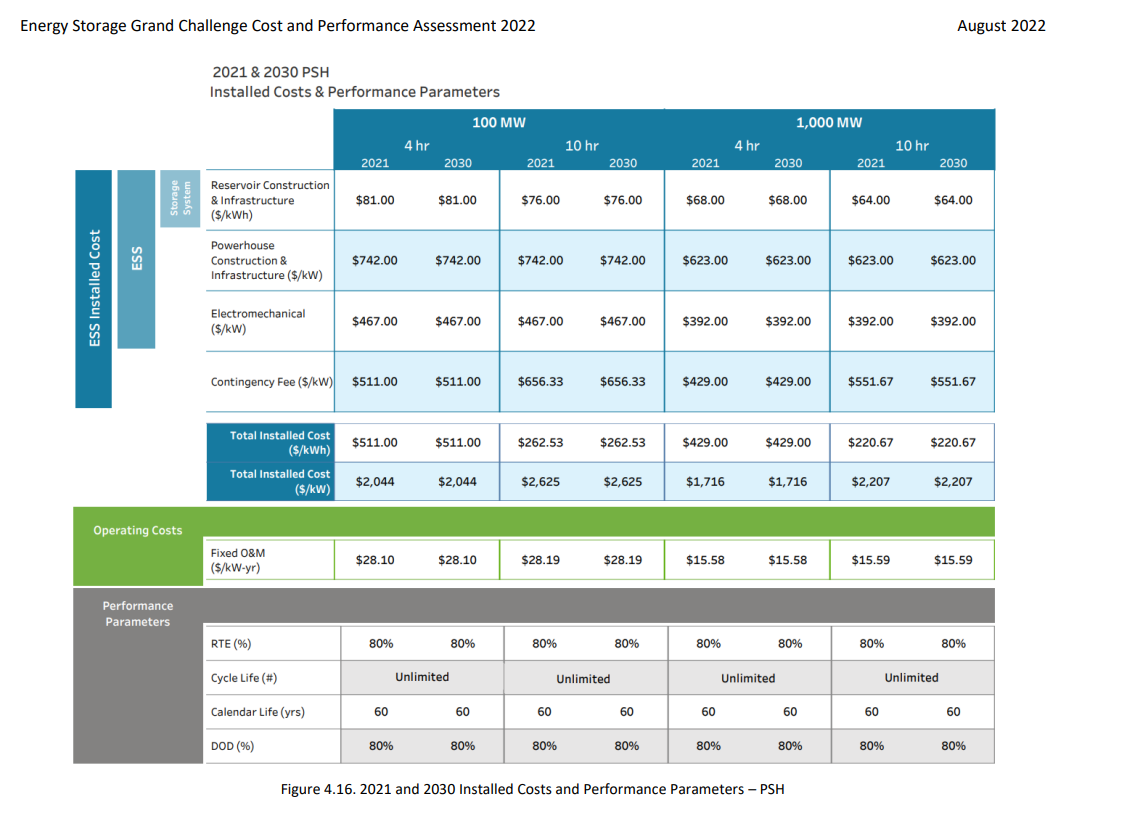 Energy Storage Grand Challenge Cost and Performance Assessment 2022 August 2022
2021 & 2030 PSH
Installed Costs & Performance Parameters
100 MW 1,000 MW
4 hr 10 hr 4 hr 10 hr
2021 2030 2021 2030 2021 2030 2021 2030
ESS Installed Cost
ESS
Storage
System
Reservoir Construction
& Infrastructure
($/kWh)
$81.00 $81.00 $76.00 $76.00 $68.00 $68.00 $64.00 $64.00
Powerhouse
Construction &
Infrastructure ($/kW)
$742.00 $742.00 $742.00 $742.00 $623.00 $623.00 $623.00 $623.00
Electromechanical
($/kW)
$467.00 $467.00 $467.00 $467.00 $392.00 $392.00 $392.00 $392.00
Contingency Fee ($/kW) $511.00 $511.00 $656.33 $656.33 $429.00 $429.00 $551.67 $551.67
Total Installed Cost
($/kWh)
$511.00 $511.00 $262.53 $262.53 $429.00 $429.00 $220.67 $220.67
Total Installed Cost
($/kW)
$2,044 $2,044 $2,625 $2,625 $1,716 $1,716 $2,207 $2,207
Operating Costs
Fixed O&M
($/kW-yr)
$28.10 $28.10 $28.19 $28.19 $15.58 $15.58 $15.59 $15.59
Performance
Parameters
RTE (%) 80% 80% 80% 80% 80% 80% 80% 80%
Cycle Life (#) Unlimited Unlimited Unlimited Unlimited
Calendar Life (yrs) 60 60 60 60 60 60 60 60
DOD (%) 80% 80% 80% 80% 80% 80% 80% 80%
Figure 4.16. 2021 and 2030 Installed Costs and Performance Parameters – PSH